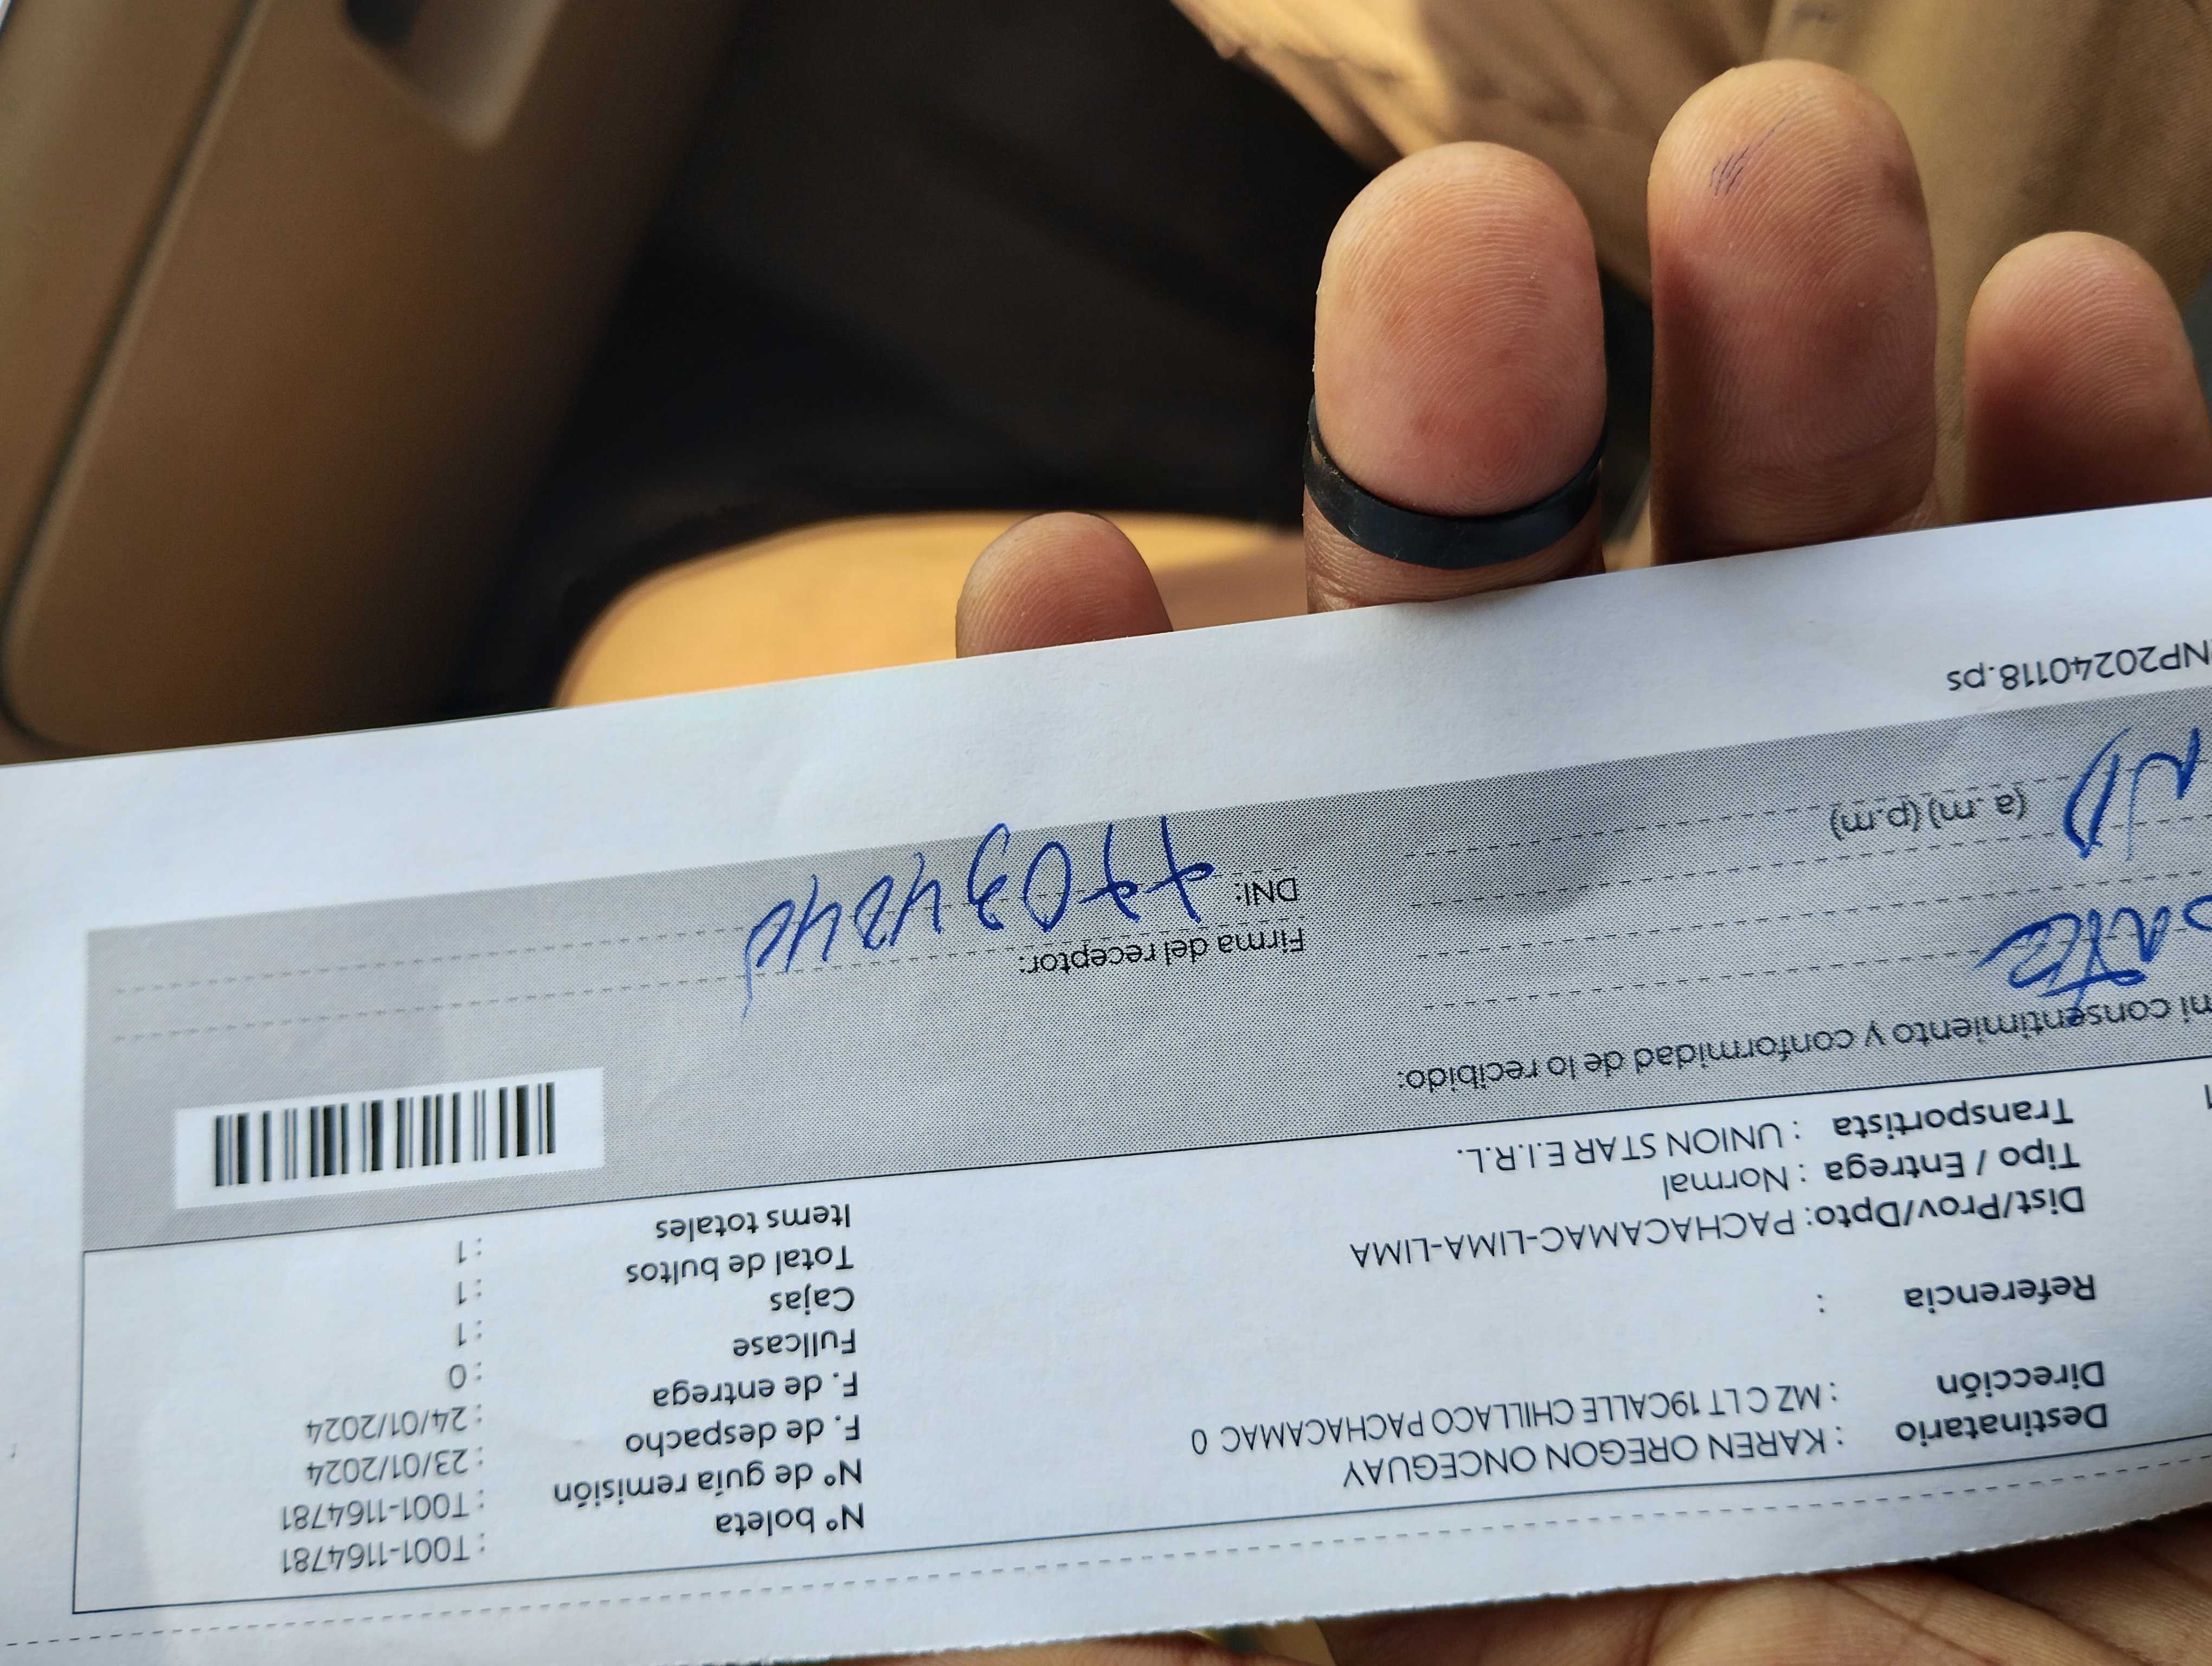 Nº boleta : T001-1164781
Destinatario : KAREN OREGON ONCEGUAY
Nº de guía remisión : T001-1164781
Dirección : MZ C LT 19CALLE CHILLACO PACHACAMAC 0
F. de despacho : 23/01/2024
F. de entrega : 24/01/2024
Referencia :
Fullcase : 0
Cajas : 1
Dist/Prov/Dpto: PACHACAMAC-LIMA-LIMA
Total de bultos : 1
Tipo / Entrega : Normal
Items totales : 1
Transportista : UNION STAR E.I.R.L.
mi consentimiento y conformidad de lo recibido:
Firma del receptor:
DNI:
(a.m) (p.m)
NP20240118.ps